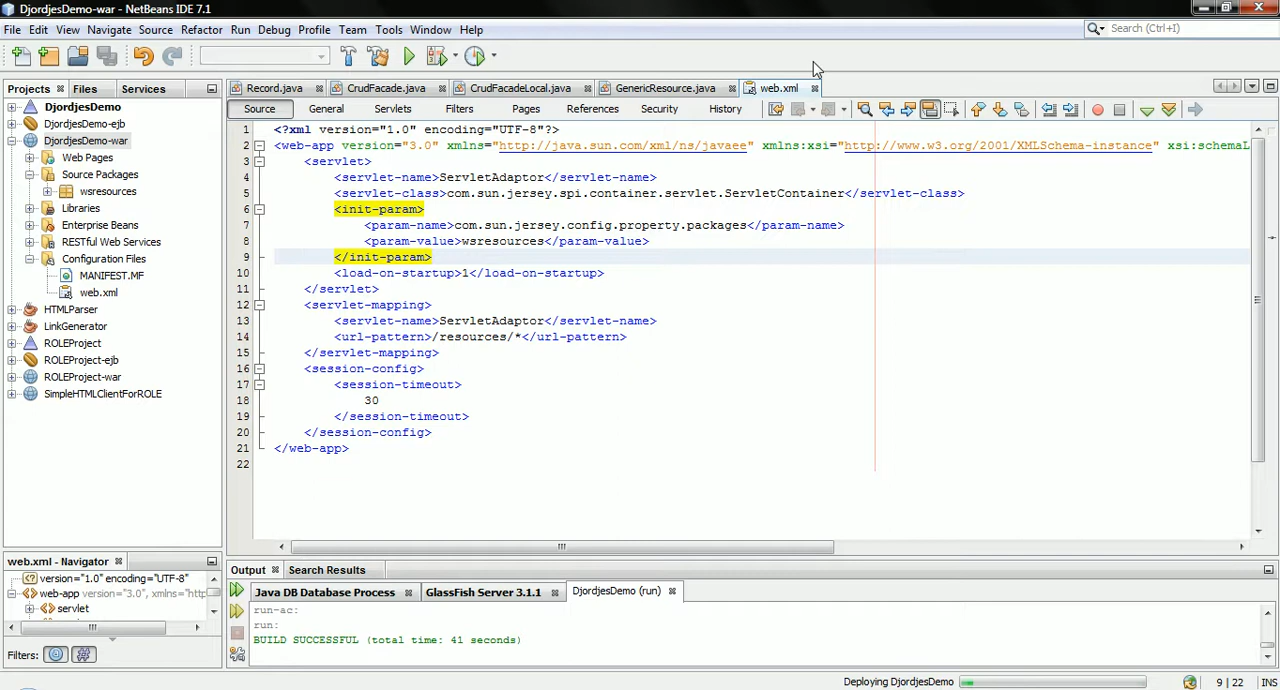 DjordjesDemo-war - NetBeans IDE 7.1
File Edit View Navigate Source Refactor Run Debug Profile Team Tools Window Help
Search (Ctrl+I)
Projects Files Services
Record.java CrudFacade.java CrudFacadeLocal.java GenericResource.java web.xml
Source General Servlets Filters Pages References Security History
DjordjesDemo
DjordjesDemo-ejb
DjordjesDemo-war
Web Pages
Source Packages
wsresources
Libraries
Enterprise Beans
RESTful Web Services
Configuration Files
MANIFEST.MF
web.xml
HTMLParser
LinkGenerator
ROLEProject
ROLEProject-ejb
ROLEProject-war
SimpleHTMLClientForROLE
1 <?xml version="1.0" encoding="UTF-8"?>
2 <web-app version="3.0" xmlns="http://java.sun.com/xml/ns/javaee" xmlns:xsi="http://www.w3.org/2001/XMLSchema-instance" xsi:schemaL
3 <servlet>
4 <servlet-name>ServletAdaptor</servlet-name>
5 <servlet-class>com.sun.jersey.spi.container.servlet.ServletContainer</servlet-class>
6 <init-param>
7 <param-name>com.sun.jersey.config.property.packages</param-name>
8 <param-value>wsresources</param-value>
9 </init-param>
10 <load-on-startup>1</load-on-startup>
11 </servlet>
12 <servlet-mapping>
13 <servlet-name>ServletAdaptor</servlet-name>
14 <url-pattern>/resources/*</url-pattern>
15 </servlet-mapping>
16 <session-config>
17 <session-timeout>
18 30
19 </session-timeout>
20 </session-config>
21 </web-app>
22
web.xml - Navigator
version="1.0" encoding="UTF-8"
web-app version="3.0", xmlns="http
servlet
Filters:
Output Search Results
Java DB Database Process GlassFish Server 3.1.1 DjordjesDemo (run)
run-ac:
run:
BUILD SUCCESSFUL (total time: 41 seconds)
Deploying DjordjesDemo 9 | 22 INS